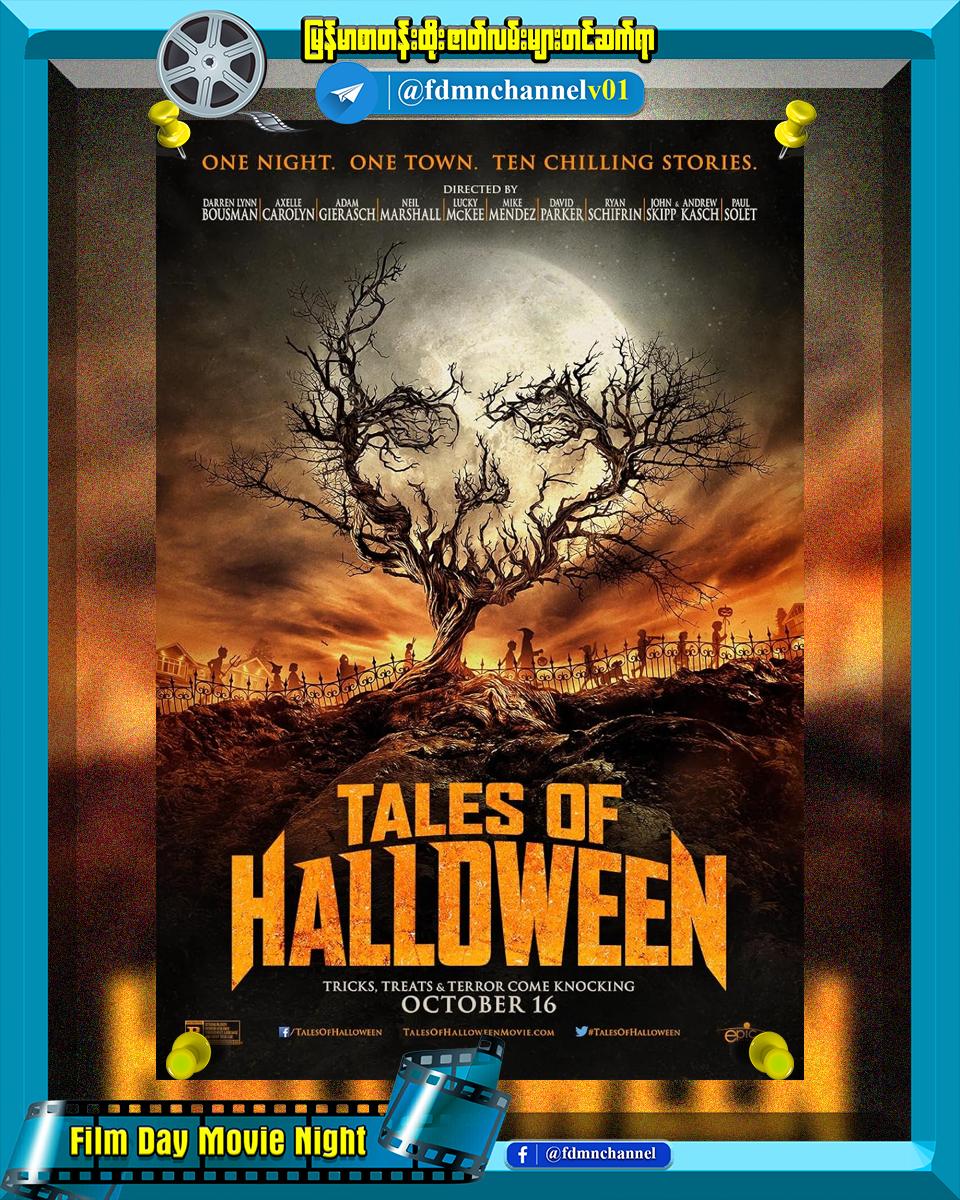 မြန်မာစာတန်းထိုးဇာတ်လမ်းများတင်ဆက်ရာ
@fdmnchannelv01
ONE NIGHT. ONE TOWN. TEN CHILLING STORIES.
DIRECTED BY
DARREN LYNN BOUSMAN | AXELLE CAROLYN | ADAM GIERASCH | NEIL MARSHALL | LUCKY McKEE | MIKE MENDEZ | DAVID PARKER | RYAN SCHIFRIN | JOHN SKIPP & ANDREW KASCH | PAUL SOLET
TALES OF
HALLOWEEN
TRICKS, TREATS & TERROR COME KNOCKING
OCTOBER 16
/TALESOFHALLOWEEN TALESOFHALLOWEENMOVIE.COM #TALESOFHALLOWEEN
R
epic
Film Day Movie Night
f | @fdmnchannel